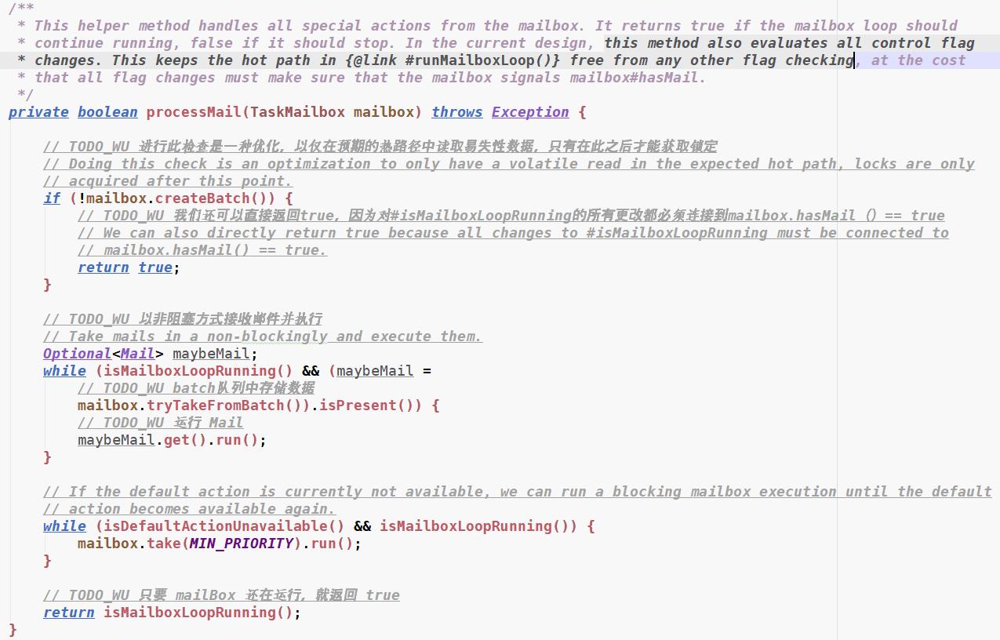 /**
 * This helper method handles all special actions from the mailbox. It returns true if the mailbox loop should
 * continue running, false if it should stop. In the current design, this method also evaluates all control flag
 * changes. This keeps the hot path in {@link #runMailboxLoop()} free from any other flag checking, at the cost
 * that all flag changes must make sure that the mailbox signals mailbox#hasMail.
 */
private boolean processMail(TaskMailbox mailbox) throws Exception {
    // TODO_WU 进行此检查是一种优化，以仅在预期的热路径中读取易失性数据，只有在此之后才能获取锁定
    // Doing this check is an optimization to only have a volatile read in the expected hot path, locks are only
    // acquired after this point.
    if (!mailbox.createBatch()) {
        // TODO_WU 我们还可以直接返回true，因为对#isMailboxLoopRunning的所有更改都必须连接到mailbox.hasMail（）== true
        // We can also directly return true because all changes to #isMailboxLoopRunning must be connected to
        // mailbox.hasMail() == true.
        return true;
    }
    // TODO_WU 以非阻塞方式接收邮件并执行
    // Take mails in a non-blockingly and execute them.
    Optional<Mail> maybeMail;
    while (isMailboxLoopRunning() && (maybeMail =
        // TODO_WU batch队列中存储数据
        mailbox.tryTakeFromBatch()).isPresent()) {
        // TODO_WU 运行 Mail
        maybeMail.get().run();
    }
    // If the default action is currently not available, we can run a blocking mailbox execution until the default
    // action becomes available again.
    while (isDefaultActionUnavailable() && isMailboxLoopRunning()) {
        mailbox.take(MIN_PRIORITY).run();
    }
    // TODO_WU 只要 mailBox 还在运行，就返回 true
    return isMailboxLoopRunning();
}